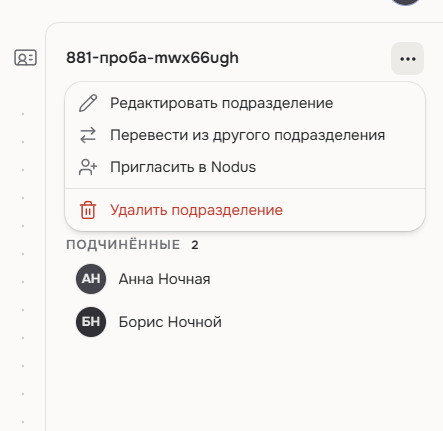 881-проба-mwx66ugh
Редактировать подразделение
Перевести из другого подразделения
Пригласить в Nodus
Удалить подразделение
ПОДЧИНЁННЫЕ 2
АН Анна Ночная
БН Борис Ночной